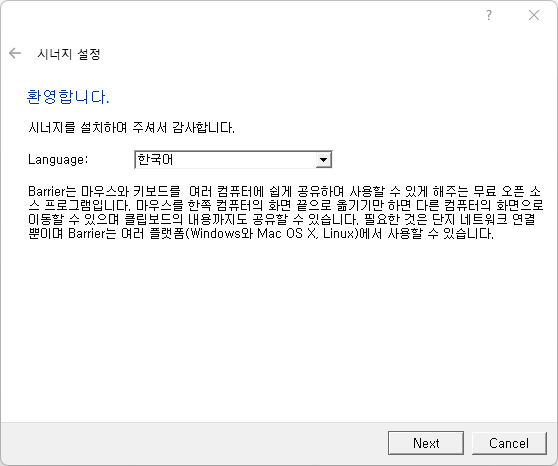 ?
시너지 설정
환영합니다.
시너지를 설치하여 주셔서 감사합니다.
Language: 한국어
Barrier는 마우스와 키보드를  여러 컴퓨터에 쉽게 공유하여 사용할 수 있게 해주는 무료 오픈 소
스 프로그램입니다. 마우스를 한쪽 컴퓨터의 화면 끝으로 옮기기만 하면 다른 컴퓨터의 화면으로
이동할 수 있으며 클립보드의 내용까지도 공유할 수 있습니다. 필요한 것은 단지 네트워크 연결
뿐이며 Barrier는 여러 플랫폼(Windows와 Mac OS X, Linux)에서 사용할 수 있습니다.
Next Cancel